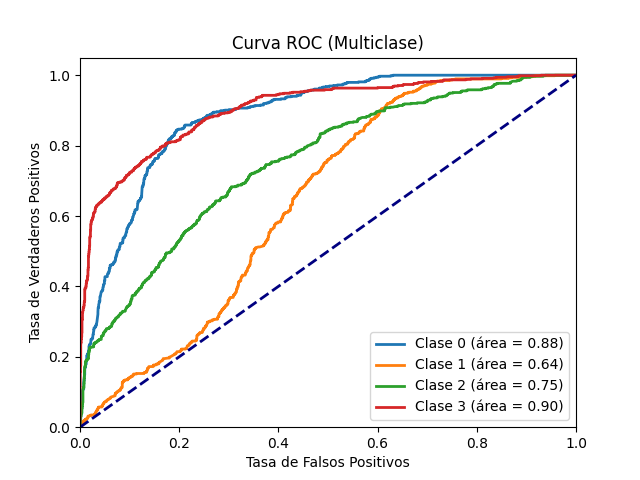 Curva ROC (Multiclase)
1.0
0.8
0.6
0.4
0.2
0.0
Tasa de Verdaderos Positivos
Clase 0 (área = 0.88)
Clase 1 (área = 0.64)
Clase 2 (área = 0.75)
Clase 3 (área = 0.90)
0.0 0.2 0.4 0.6 0.8 1.0
Tasa de Falsos Positivos